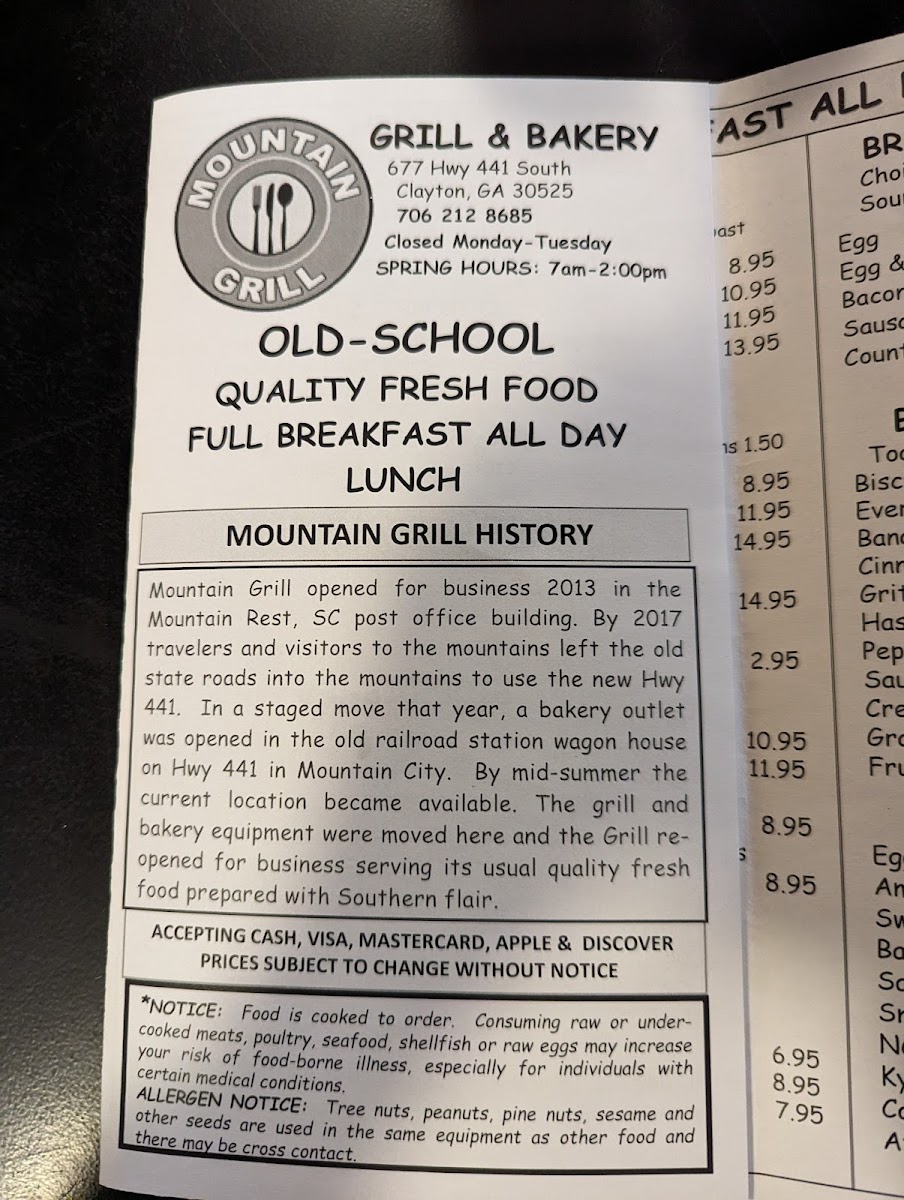 MOUNTAIN
GRILL
GRILL & BAKERY
677 Hwy 441 South
Clayton, GA 30525
706 212 8685
Closed Monday-Tuesday
SPRING HOURS: 7am-2:00pm
OLD-SCHOOL
QUALITY FRESH FOOD
FULL BREAKFAST ALL DAY
LUNCH
MOUNTAIN GRILL HISTORY
Mountain Grill opened for business 2013 in the
Mountain Rest, SC post office building. By 2017
travelers and visitors to the mountains left the old
state roads into the mountains to use the new Hwy
441. In a staged move that year, a bakery outlet
was opened in the old railroad station wagon house
on Hwy 441 in Mountain City. By mid-summer the
current location became available. The grill and
bakery equipment were moved here and the Grill re-
opened for business serving its usual quality fresh
food prepared with Southern flair.
ACCEPTING CASH, VISA, MASTERCARD, APPLE & DISCOVER
PRICES SUBJECT TO CHANGE WITHOUT NOTICE
*NOTICE: Food is cooked to order. Consuming raw or under-
cooked meats, poultry, seafood, shellfish or raw eggs may increase
your risk of food-borne illness, especially for individuals with
certain medical conditions.
ALLERGEN NOTICE: Tree nuts, peanuts, pine nuts, sesame and
other seeds are used in the same equipment as other food and
there may be cross contact.
AST ALL
8.95
10.95
11.95
13.95
1.50
8.95
11.95
14.95
14.95
2.95
10.95
11.95
8.95
8.95
6.95
8.95
7.95
Egg
Egg &